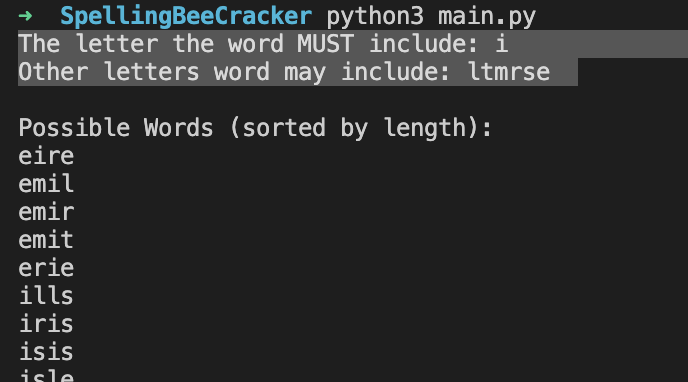 ➜ SpellingBeeCracker python3 main.py
The letter the word MUST include: i
Other letters word may include: ltmrse
Possible Words (sorted by length):
eire
emil
emir
emit
erie
ills
iris
isis
isle